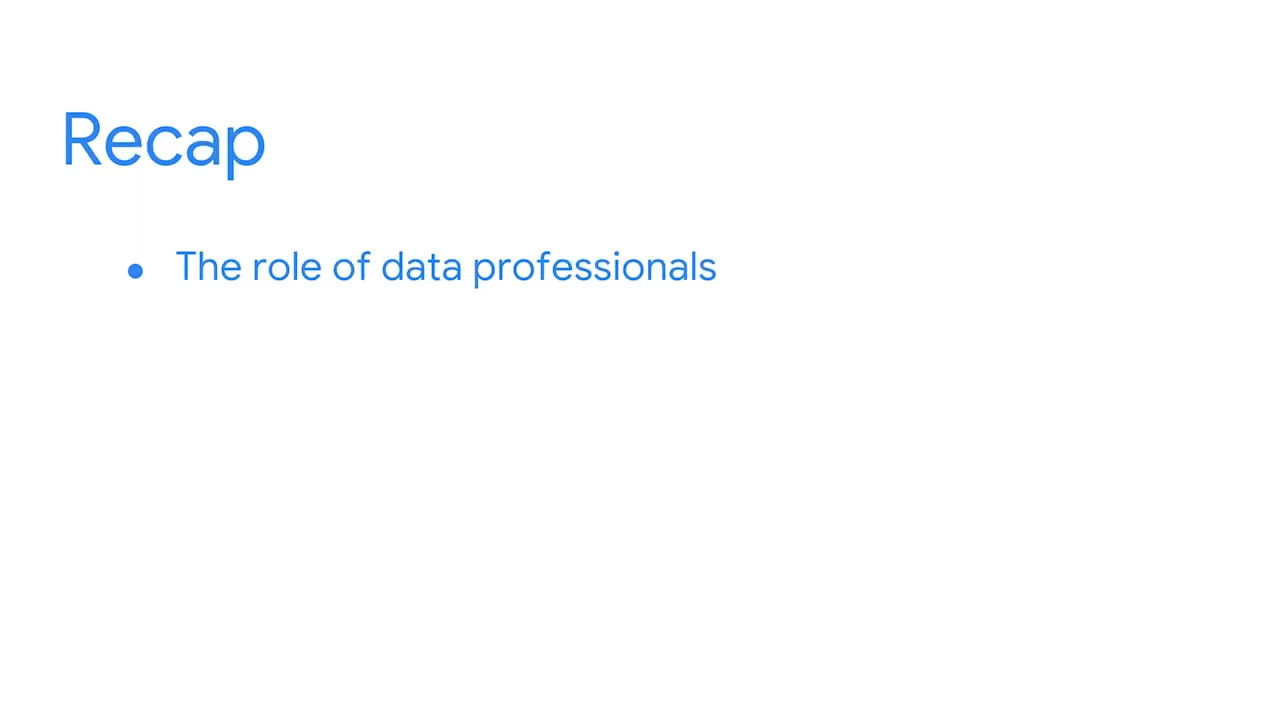 Recap
● The role of data professionals